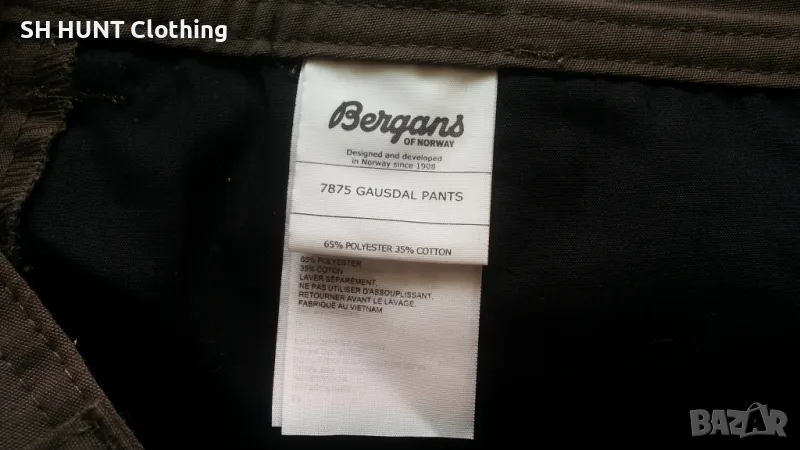 SH HUNT Clothing
Bergans
OF NORWAY
Designed and developed
in Norway since 1908
7875 GAUSDAL PANTS
65% POLYESTER 35% COTTON
65% POLYESTER
35% COTON
LAVER SÉPARÉMENT.
NE PAS UTILISER D'ASSOUPLISSANT.
RETOURNER AVANT LE LAVAGE.
FABRIQUÉ AU VIETNAM
BAZAR